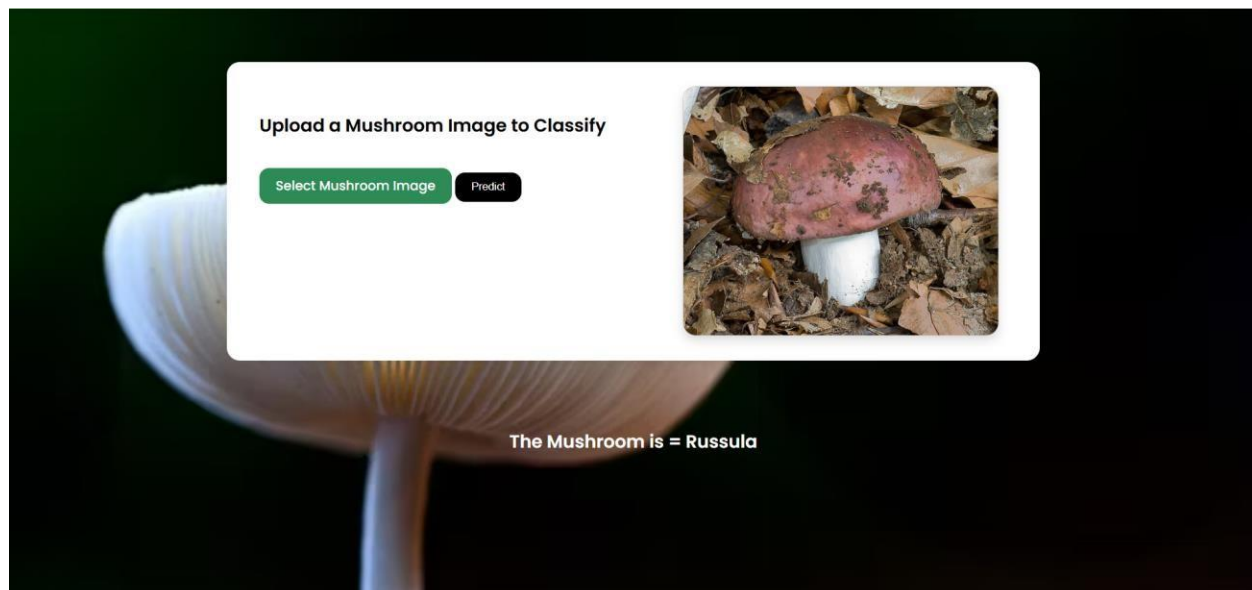 Upload a Mushroom Image to Classify
Select Mushroom Image Predict
The Mushroom is = Russula